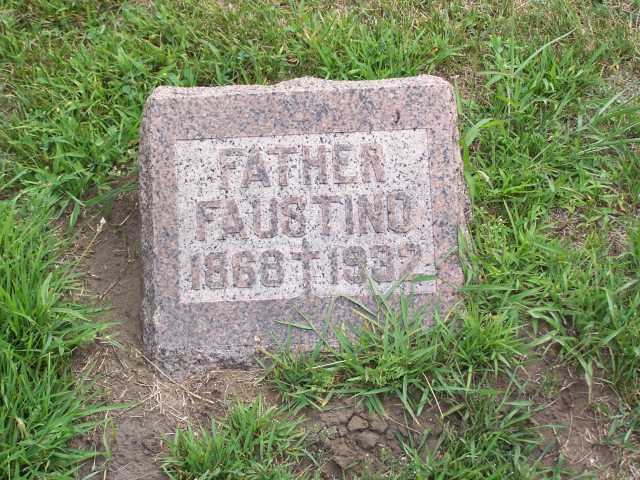 FATHER
FAUSTINO
1868 † 1932